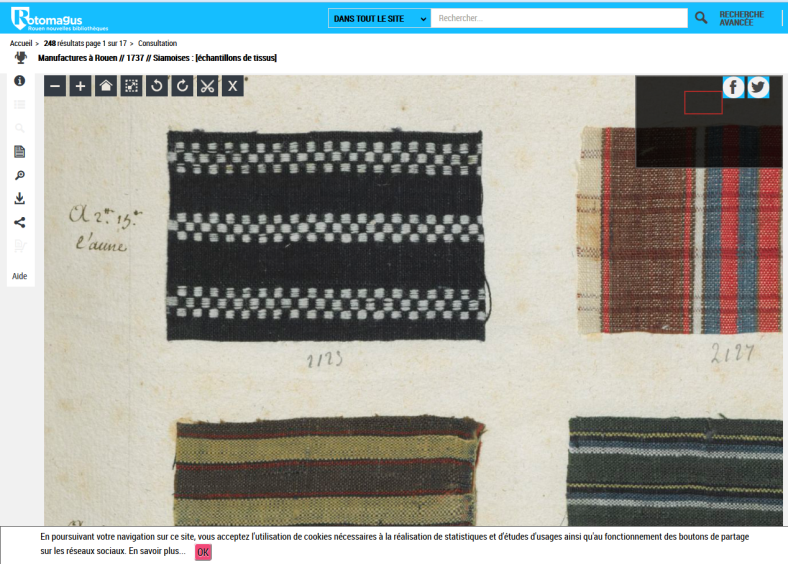 Rotomagus
Rouen nouvelles bibliothèques
DANS TOUT LE SITE
Rechercher...
RECHERCHE
AVANCÉE
Accueil > 248 résultats page 1 sur 17 > Consultation
Manufactures à Rouen // 1737 // Siamoises : [échantillons de tissus]
X
A 2tt 15s
l'aune
2123
2127
Aide
En poursuivant votre navigation sur ce site, vous acceptez l'utilisation de cookies nécessaires à la réalisation de statistiques et d'études d'usages ainsi qu'au fonctionnement des boutons de partage
sur les réseaux sociaux. En savoir plus... OK